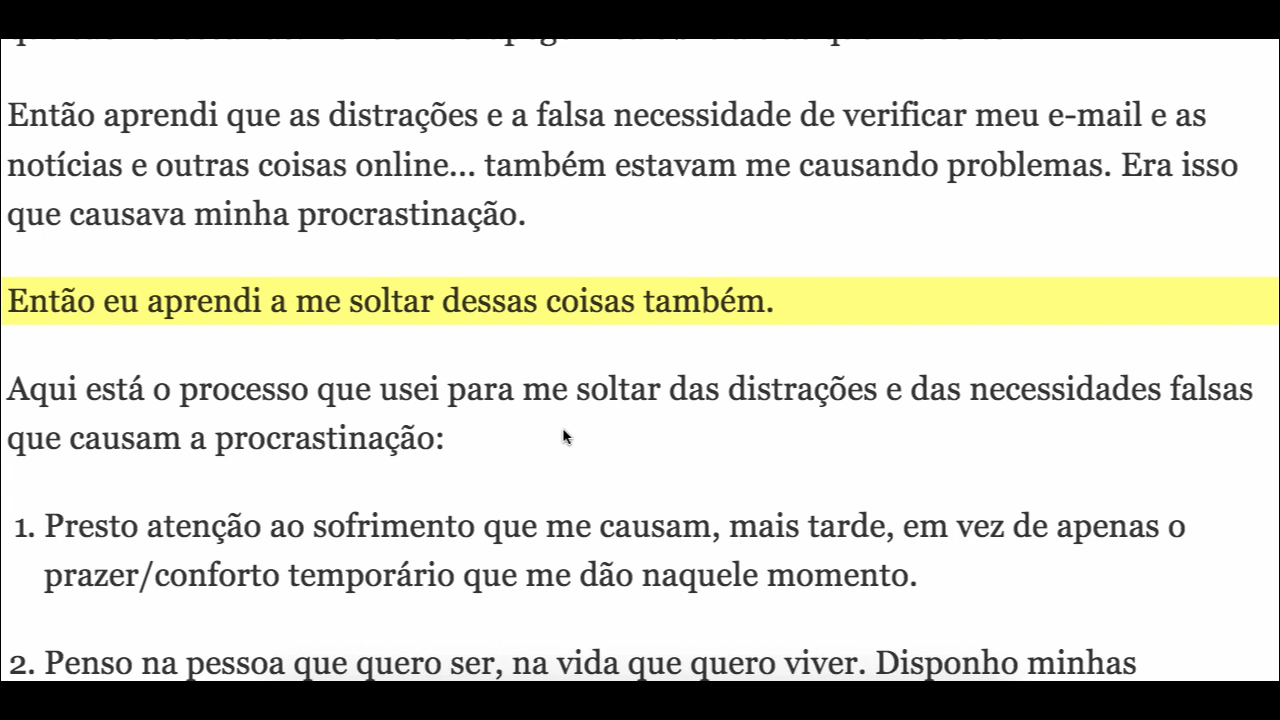 Então aprendi que as distrações e a falsa necessidade de verificar meu e-mail e as
notícias e outras coisas online... também estavam me causando problemas. Era isso
que causava minha procrastinação.
Então eu aprendi a me soltar dessas coisas também.
Aqui está o processo que usei para me soltar das distrações e das necessidades falsas
que causam a procrastinação:
1. Presto atenção ao sofrimento que me causam, mais tarde, em vez de apenas o
prazer/conforto temporário que me dão naquele momento.
2. Penso na pessoa que quero ser, na vida que quero viver. Disponho minhas